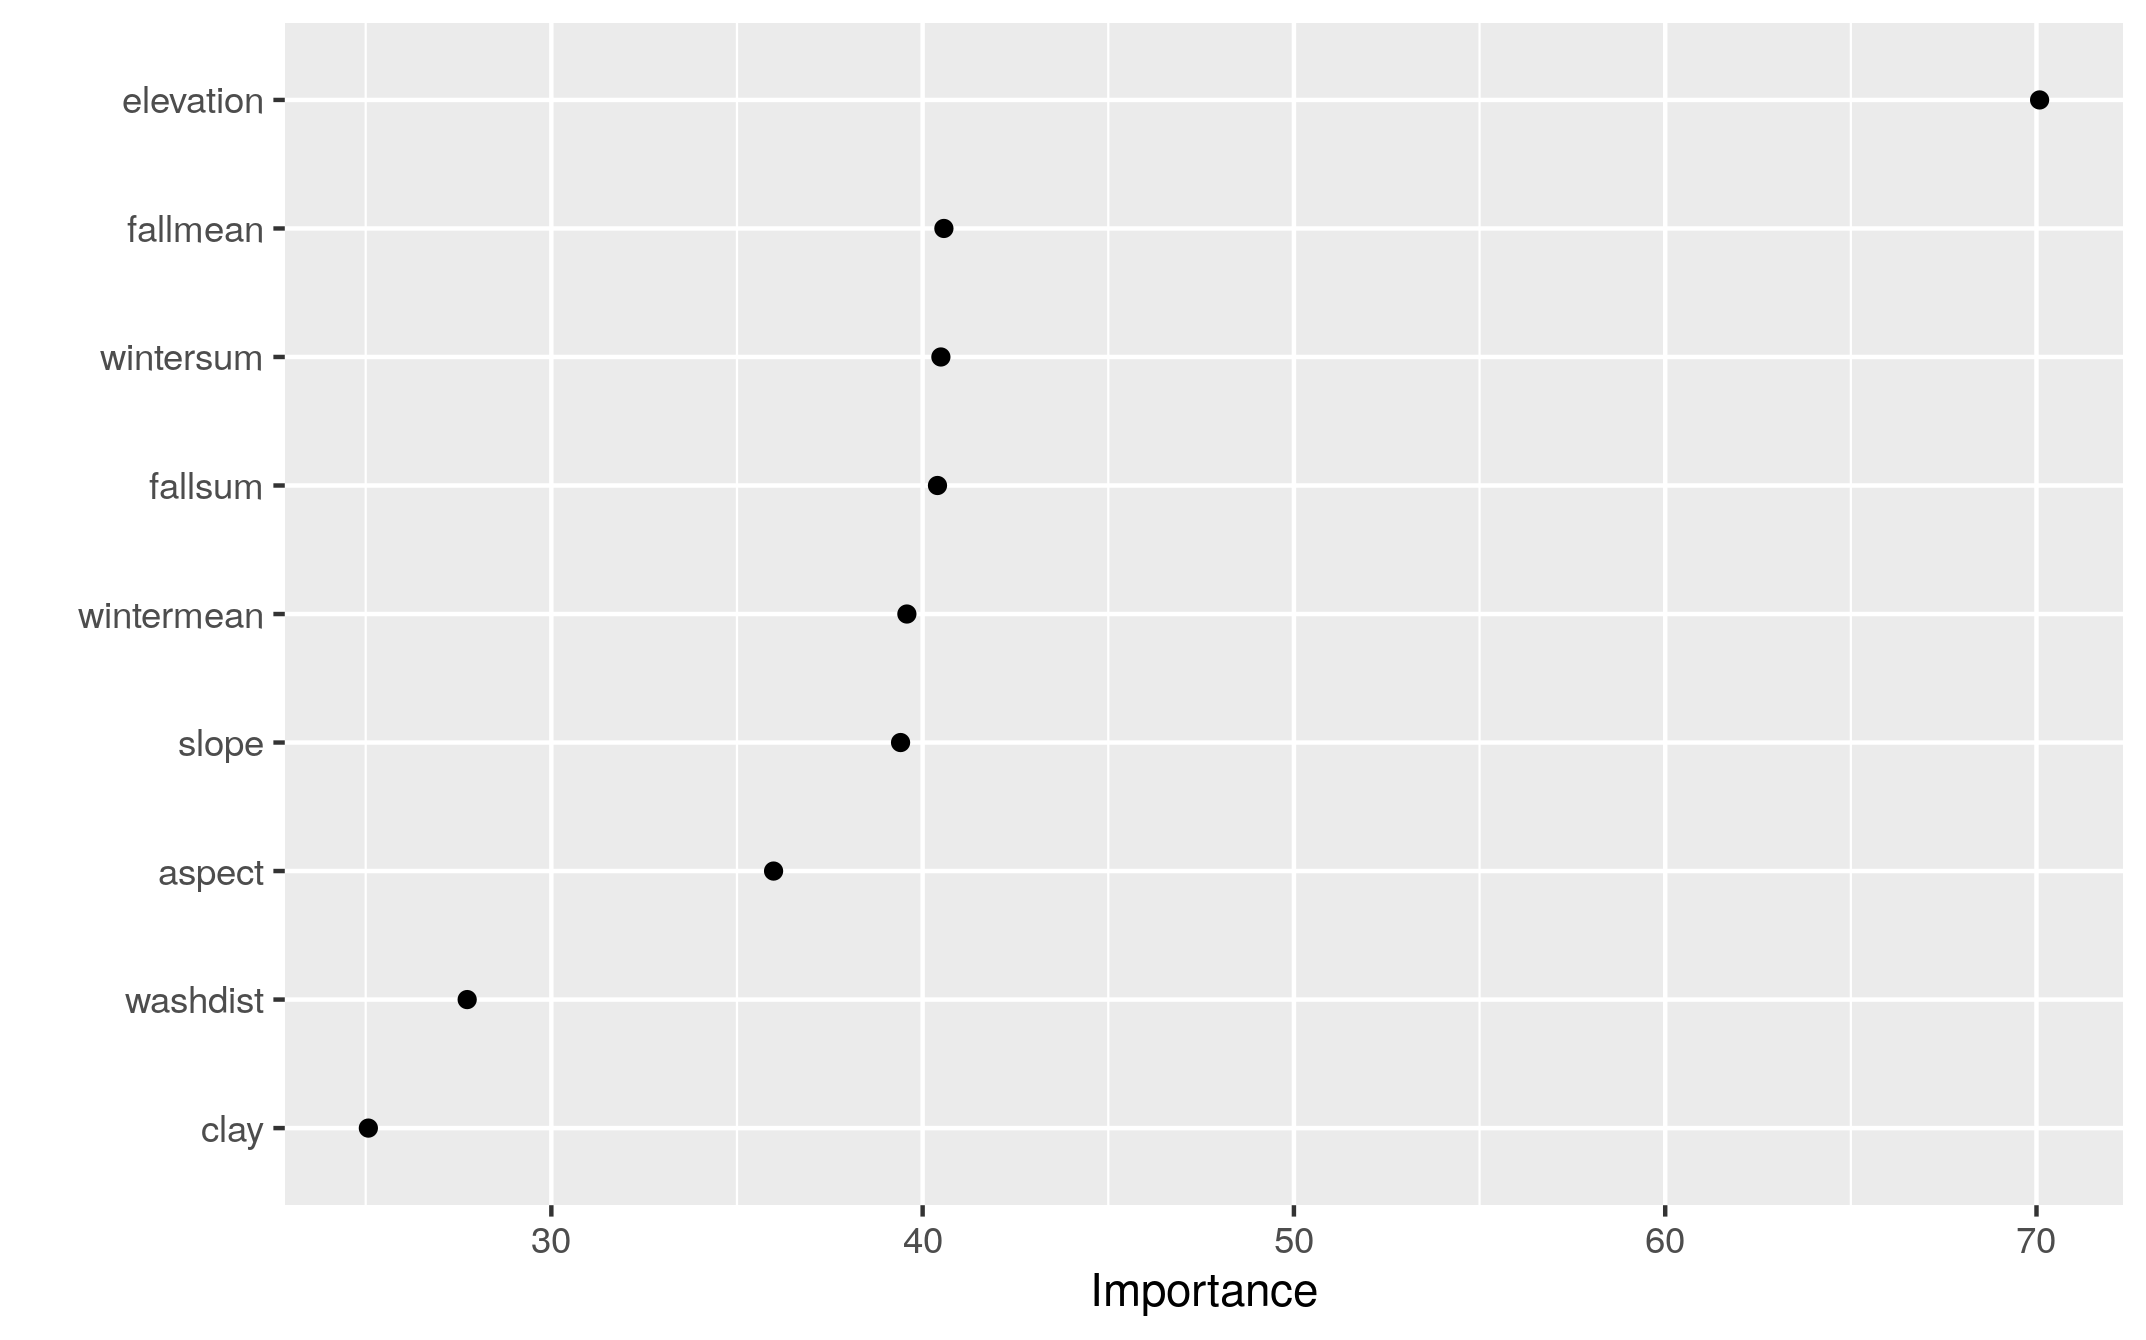 elevation
fallmean
wintersum
fallsum
wintermean
slope
aspect
washdist
clay
30 40 50 60 70
Importance